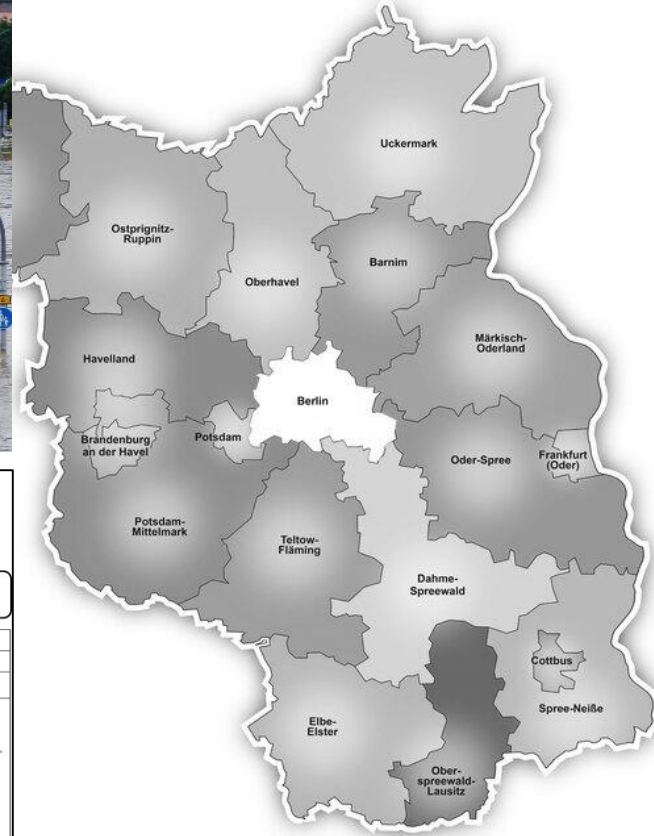 Uckermark
Ostprignitz-
Ruppin
Barnim
Oberhavel
Märkisch-
Oderland
Havelland
Berlin
Brandenburg
an der Havel
Potsdam
Oder-Spree
Frankfurt
(Oder)
Potsdam-
Mittelmark
Teltow-
Fläming
Dahme-
Spreewald
Cottbus
Spree-Neiße
Elbe-
Elster
Ober-
spreewald-
Lausitz